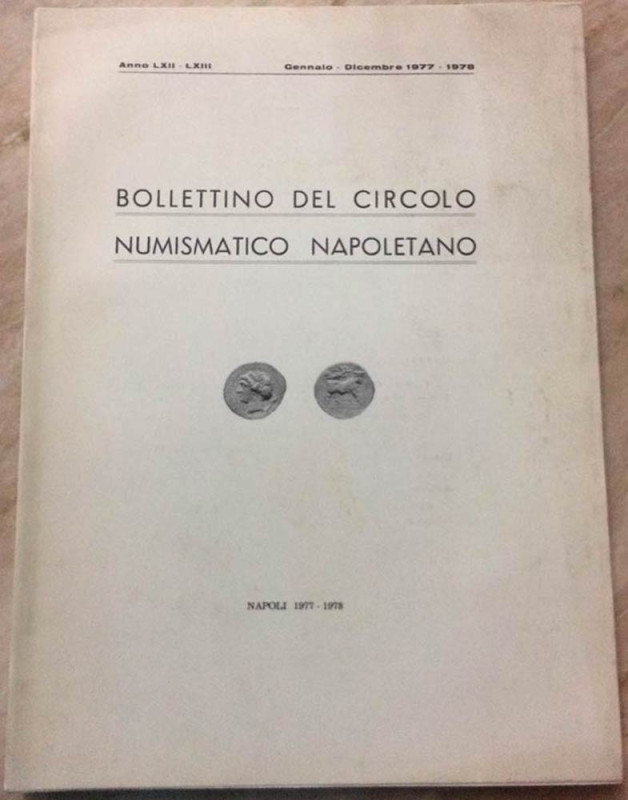 Anno LXII - LXIII Gennaio - Dicembre 1977 - 1978
BOLLETTINO DEL CIRCOLO
NUMISMATICO NAPOLETANO
NAPOLI 1977 - 1978